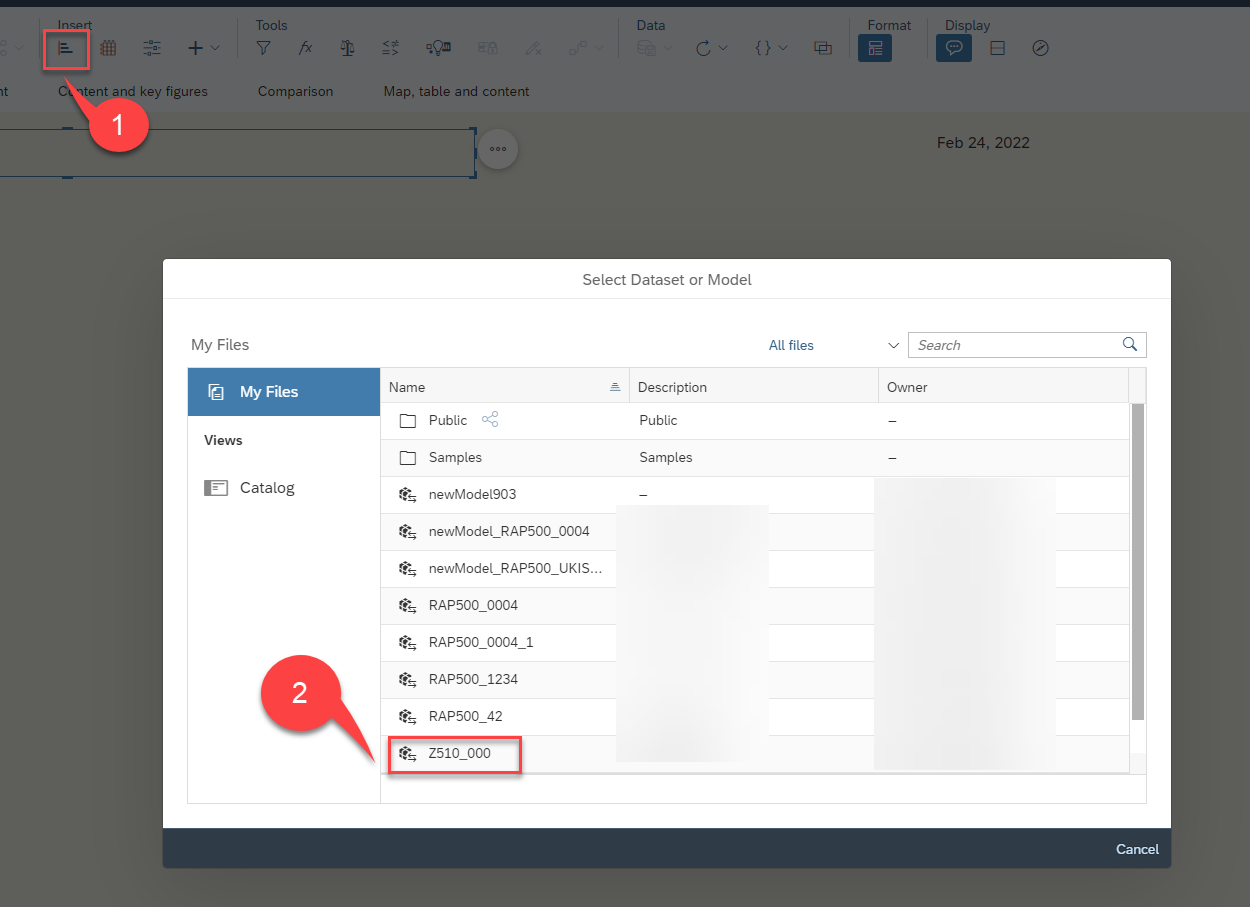 Insert
Tools
Data
Format
Display
nt
Content and key figures
Comparison
Map, table and content
1
Feb 24, 2022
Select Dataset or Model
My Files
All files
Search
My Files
Views
Catalog
Name
Description
Owner
Public
Public
–
Samples
Samples
–
newModel903
–
newModel_RAP500_0004
newModel_RAP500_UKIS...
RAP500_0004
RAP500_0004_1
RAP500_1234
RAP500_42
2
Z510_000
Cancel